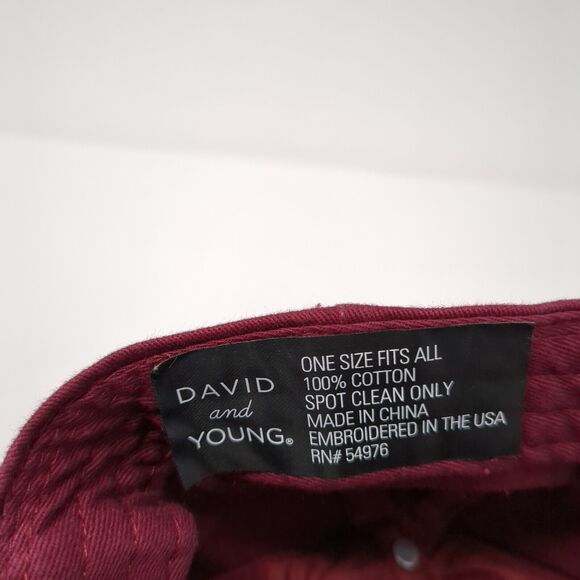 DAVID
and
YOUNG®
ONE SIZE FITS ALL
100% COTTON
SPOT CLEAN ONLY
MADE IN CHINA
EMBROIDERED IN THE USA
RN# 54976